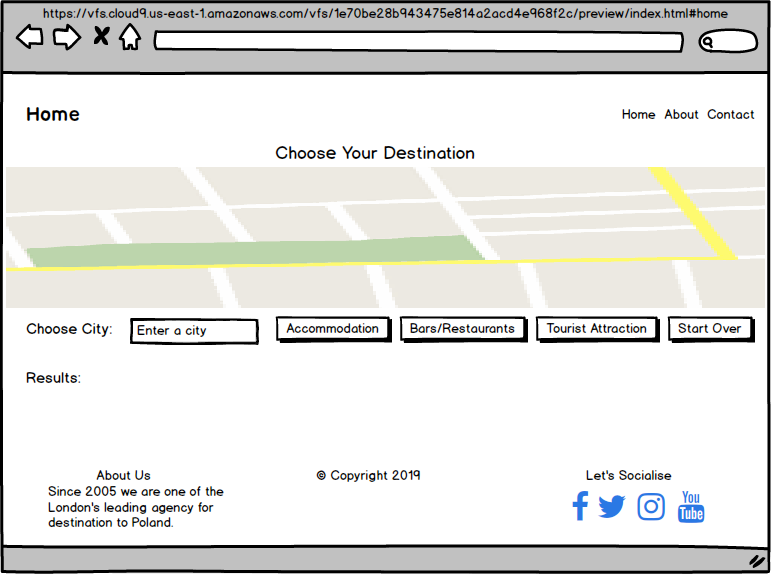 https://vfs.cloud9.us-east-1.amazonaws.com/vfs/1e70be28b943475e814a2acd4e968f2c/preview/index.html#home
Home
Home About Contact
Choose Your Destination
Choose City: Enter a city Accommodation Bars/Restaurants Tourist Attraction Start Over
Results:
About Us
Since 2005 we are one of the
London's leading agency for
destination to Poland.
© Copyright 2019
Let's Socialise
You
Tube